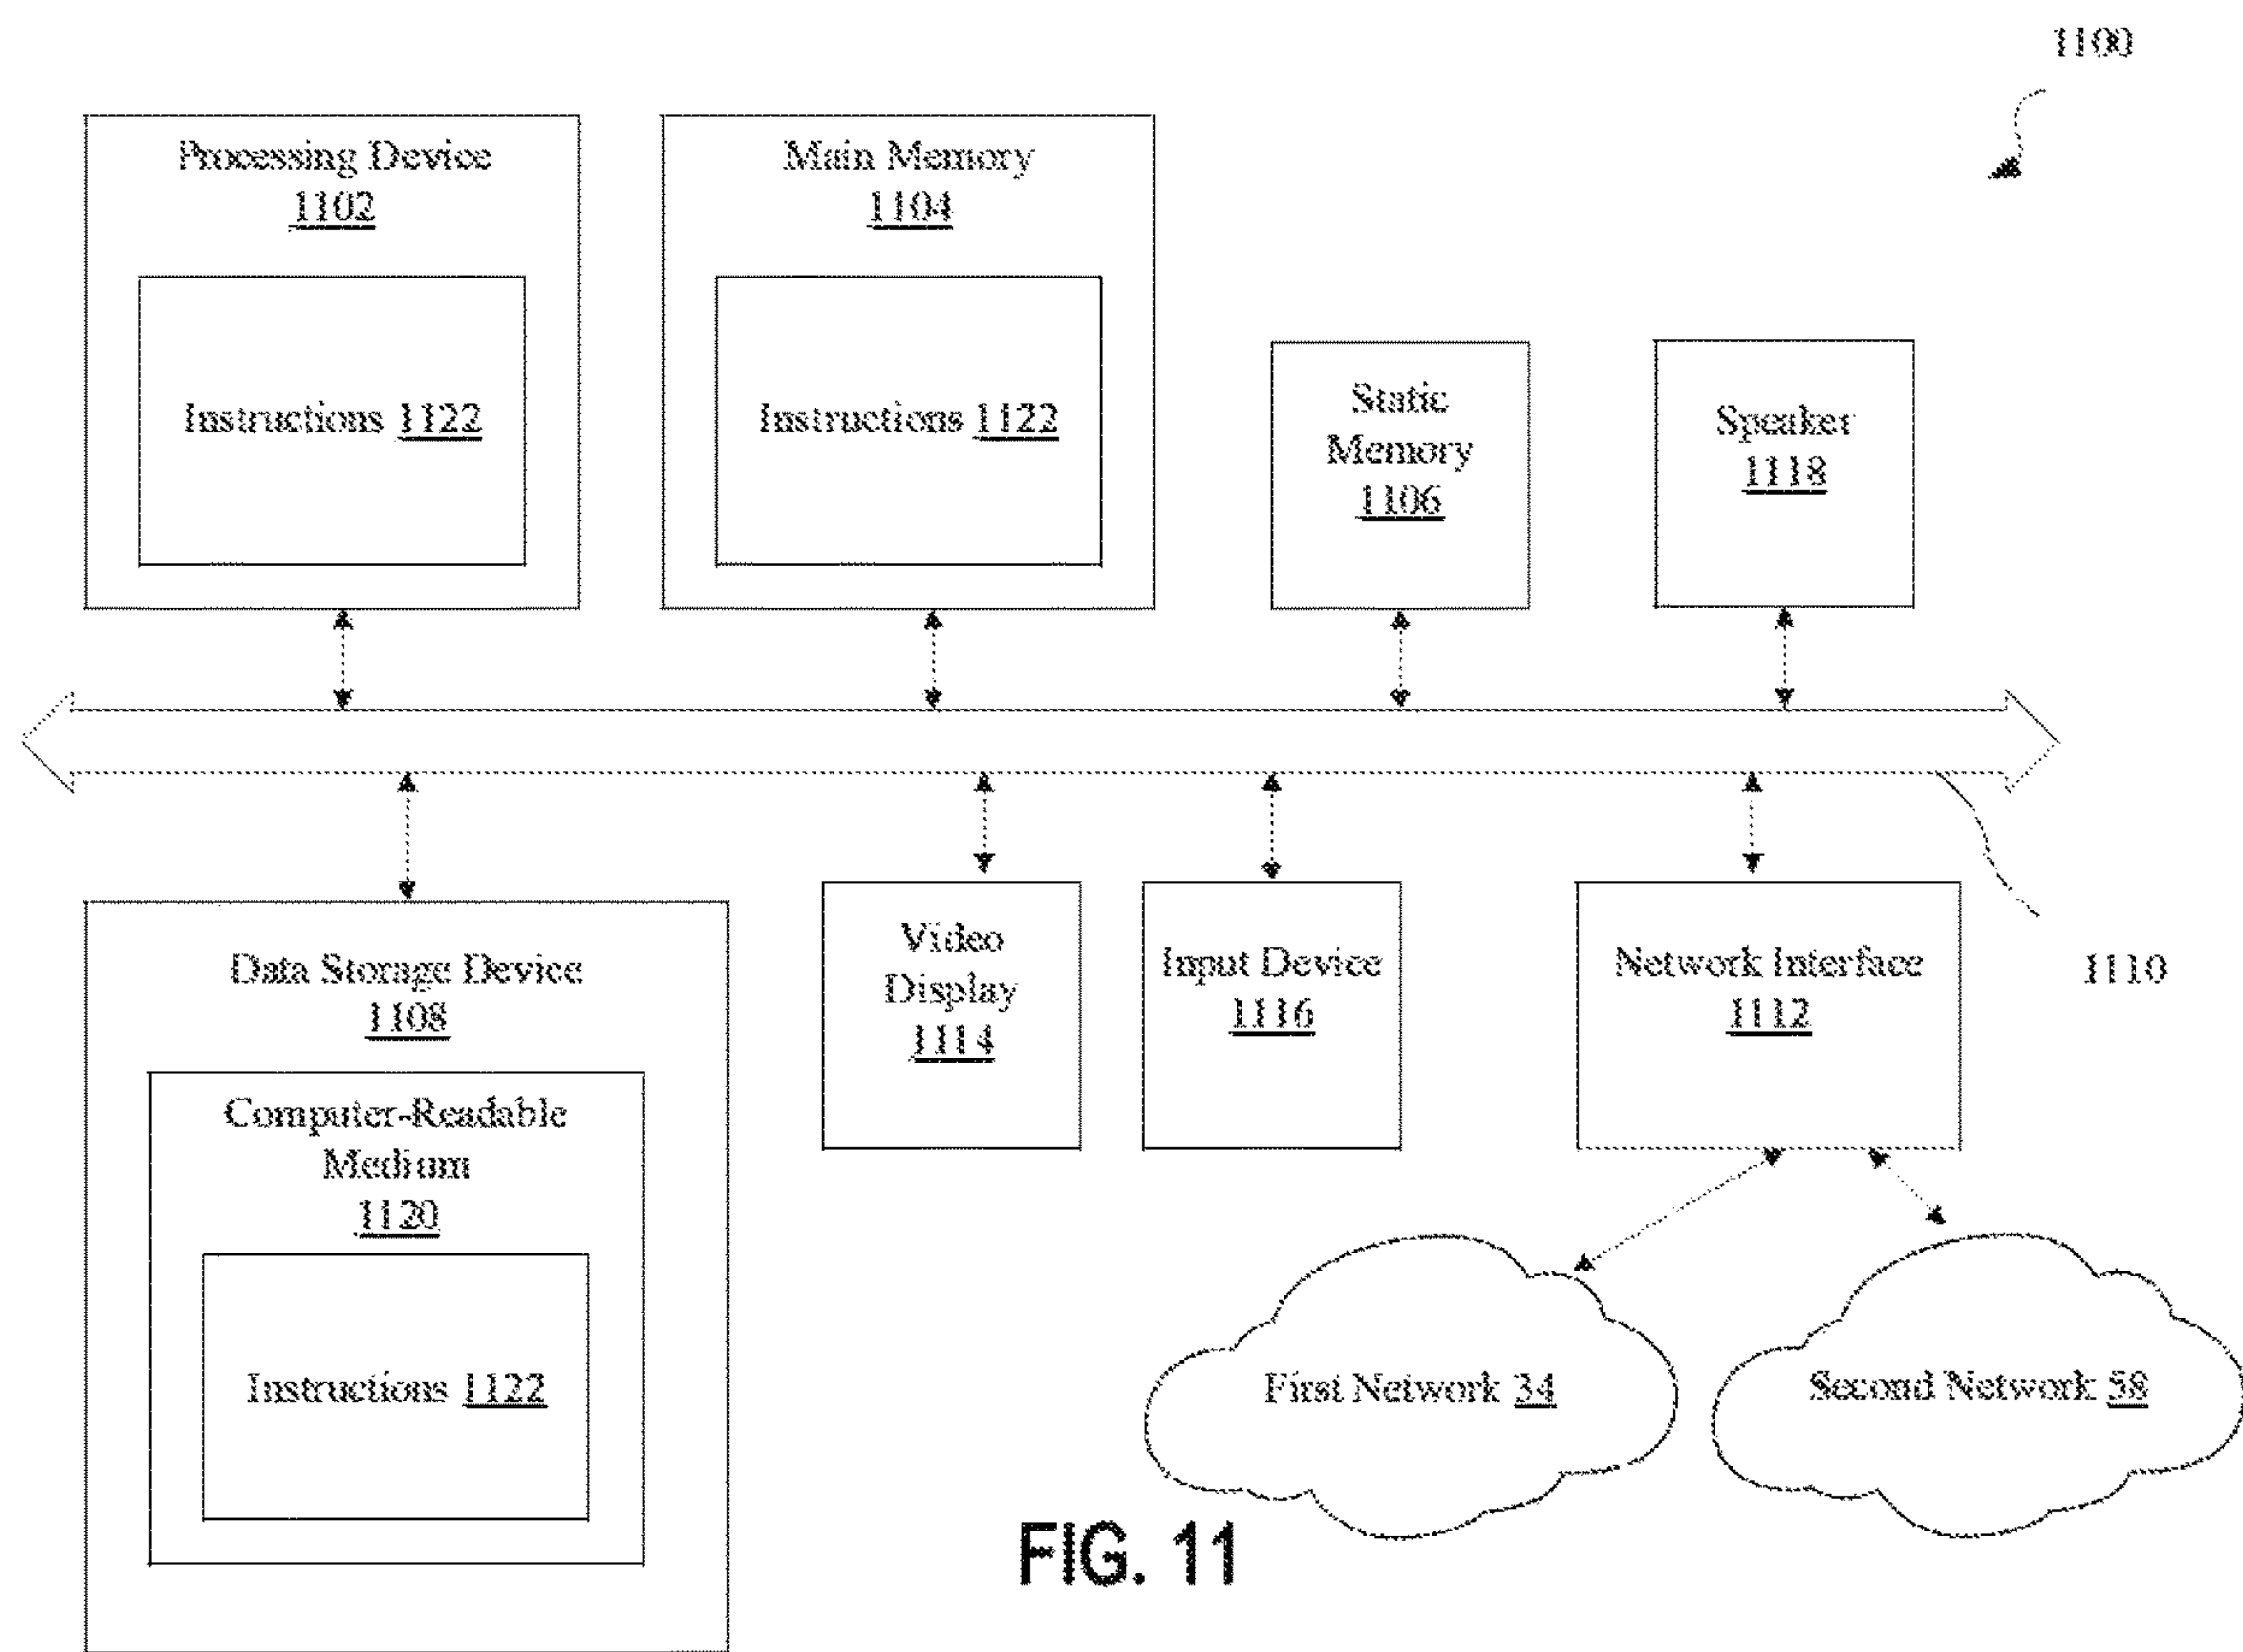 1100
Processing Device
1102
Instructions 1122
Main Memory
1104
Instructions 1122
Static
Memory
1106
Speaker
1118
Data Storage Device
1108
Computer-Readable
Medium
1120
Instructions 1122
Video
Display
1114
Input Device
1116
Network Interface
1112
1110
First Network 34
Second Network 58
FIG. 11